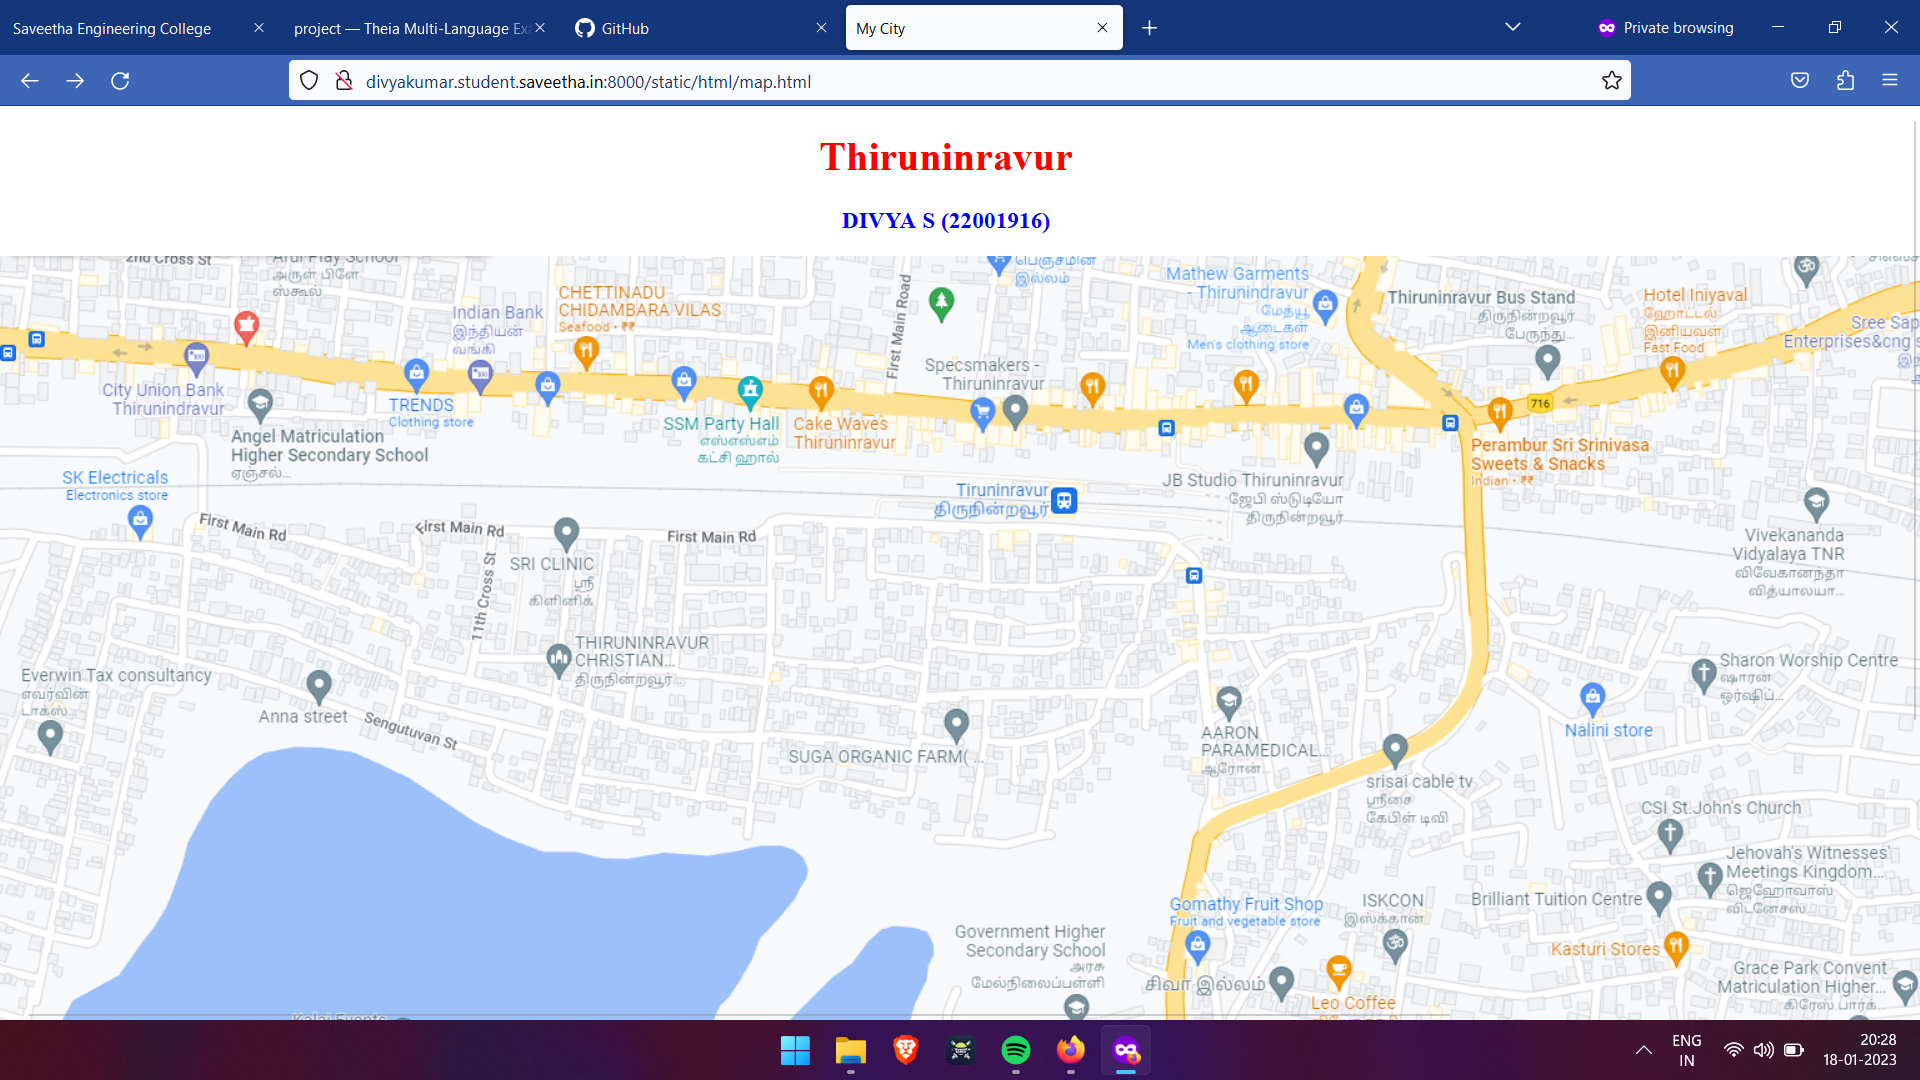 Saveetha Engineering College
project — Theia Multi-Language Exa
GitHub
My City
Private browsing
divyakumar.student.saveetha.in:8000/static/html/map.html
Thiruninravur
DIVYA S (22001916)
2nd Cross St
Arul Play School
அருள் பிளே
ஸ்கூல்
Indian Bank
இந்தியன்
வங்கி
CHETTINADU
CHIDAMBARA VILAS
Seafood • ₹₹
First Main Road
பெஞ்சமின்
இல்லம்
Mathew Garments
- Thirunindravur
மேத்யூ
ஆடைகள்
Men's clothing store
Thiruninravur Bus Stand
திருநின்றவூர்
பேருந்து...
Hotel Iniyaval
ஹோட்டல்
இனியவள்
Fast Food
Sree Sap
Enterprises&cng s
City Union Bank
Thirunindravur
TRENDS
Clothing store
Angel Matriculation
Higher Secondary School
ஏஞ்சல்...
SSM Party Hall
எஸ்எஸ்எம்
கட்சி ஹால்
Cake Waves
Thiruninravur
Specsmakers -
Thiruninravur
716
Perambur Sri Srinivasa
Sweets & Snacks
Indian • ₹₹
SK Electricals
Electronics store
Tiruninravur
திருநின்றவூர்
JB Studio Thiruninravur
ஜேபி ஸ்டுடியோ
திருநின்றவூர்
First Main Rd
First Main Rd
First Main Rd
11th Cross St
SRI CLINIC
ஸ்ரீ
கிளினிக்
Vivekananda
Vidyalaya TNR
விவேகானந்தா
வித்யாலயா...
THIRUNINRAVUR
CHRISTIAN...
திருநின்றவூர்...
Everwin Tax consultancy
எவர்வின்
டாக்ஸ்...
Anna street
Sengutuvan St
SUGA ORGANIC FARM( ...
AARON
PARAMEDICAL...
ஆரோன்...
Sharon Worship Centre
ஷாரன்
ஒர்ஷிப்...
Nalini store
srisai cable tv
ஸ்ரீசை
கேபிள் டிவி
CSI St.John's Church
Jehovah's Witnesses'
Meetings Kingdom...
ஜெஹோவாஸ்
விட்னேசஸ்...
Brilliant Tuition Centre
Gomathy Fruit Shop
Fruit and vegetable store
ISKCON
இஸ்க்கான்
Kasturi Stores
Government Higher
Secondary School
அரசு
மேல்நிலைப்பள்ளி
சிவா இல்லம்
Leo Coffee
Grace Park Convent
Matriculation Higher...
கிரேஸ் பார்க்...
Kalai Events
ENG
IN
20:28
18-01-2023